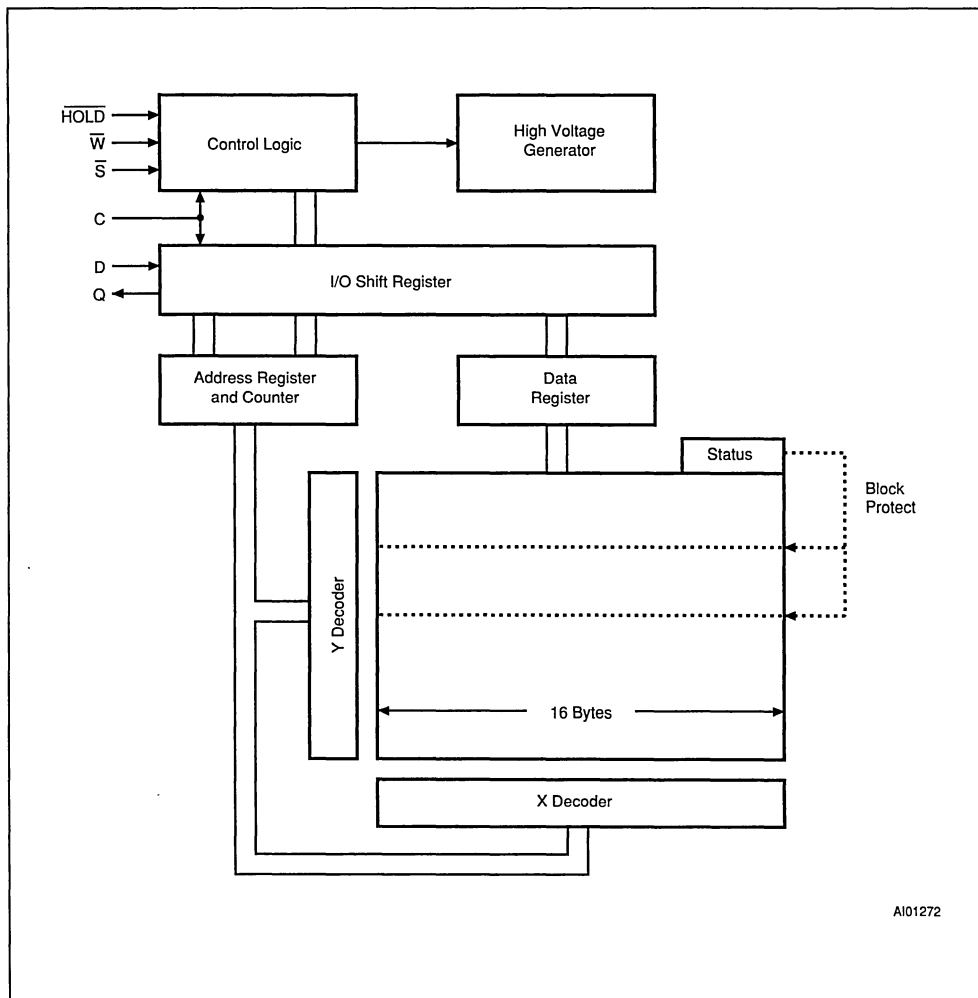 H̅O̅L̅D̅
W̅
S̅
C
D
Q
Control Logic
High Voltage
Generator
I/O Shift Register
Address Register
and Counter
Data
Register
Status
Block
Protect
Y Decoder
16 Bytes
X Decoder
AI01272